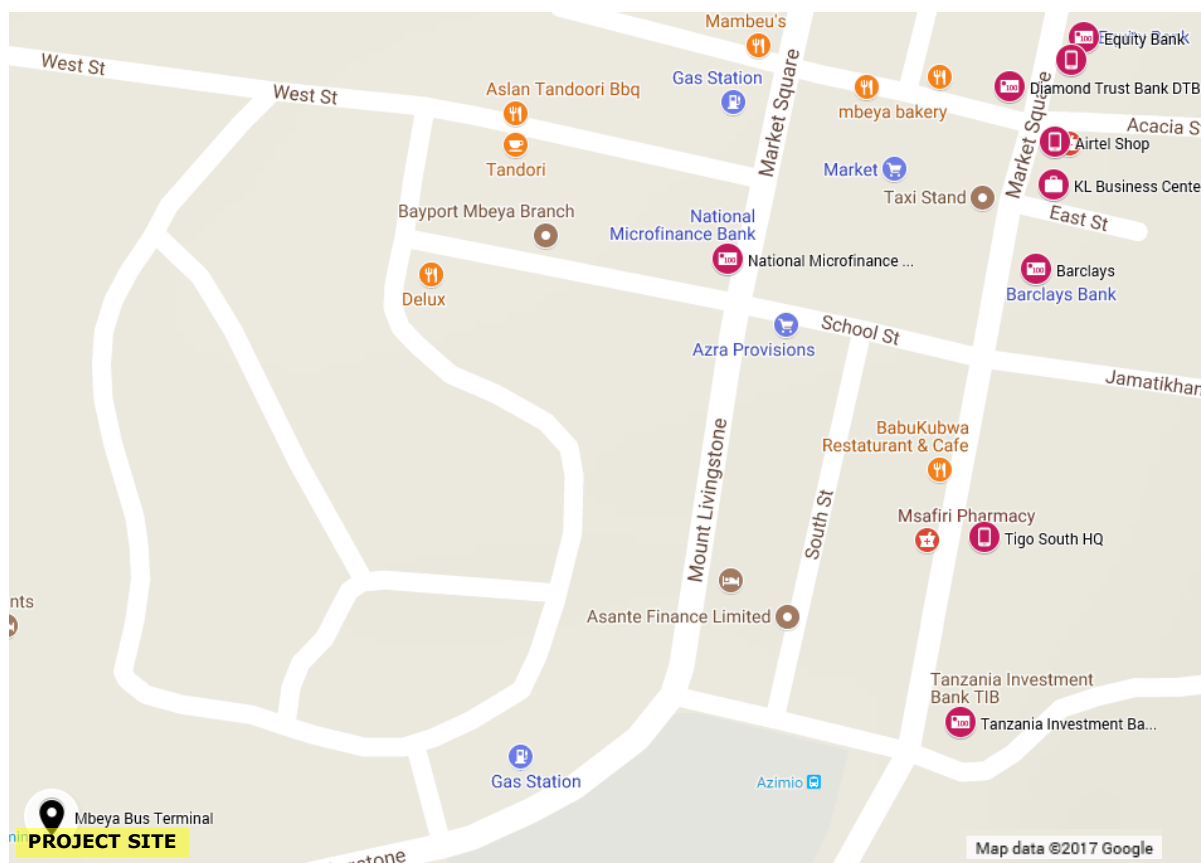 Mambeu's
Equity Bank
Equity Bank
West St
Gas Station
Aslan Tandoori Bbq
West St
Diamond Trust Bank DTB
mbeya bakery
Market Square
Acacia S
Airtel Shop
Tandori
Market
Market Square
KL Business Cente
Taxi Stand
Bayport Mbeya Branch
National
Microfinance Bank
East St
National Microfinance ...
Barclays
Barclays Bank
Delux
School St
Azra Provisions
Jamatikhan
BabuKubwa
Restaturant & Cafe
Mount Livingstone
South St
Msafiri Pharmacy
Tigo South HQ
nts
Asante Finance Limited
Tanzania Investment
Bank TIB
Tanzania Investment Ba...
Gas Station
Azimio
Mbeya Bus Terminal
PROJECT SITE
gstone
Map data ©2017 Google